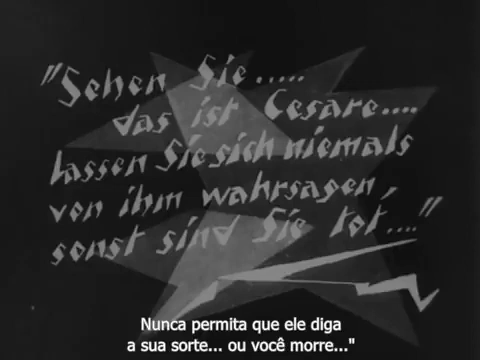 "Sehen Sie.....
das ist Cesare....
lassen Sie sich niemals
von ihm wahrsagen,
sonst sind Sie tot...."
Nunca permita que ele diga
a sua sorte... ou você morre..."